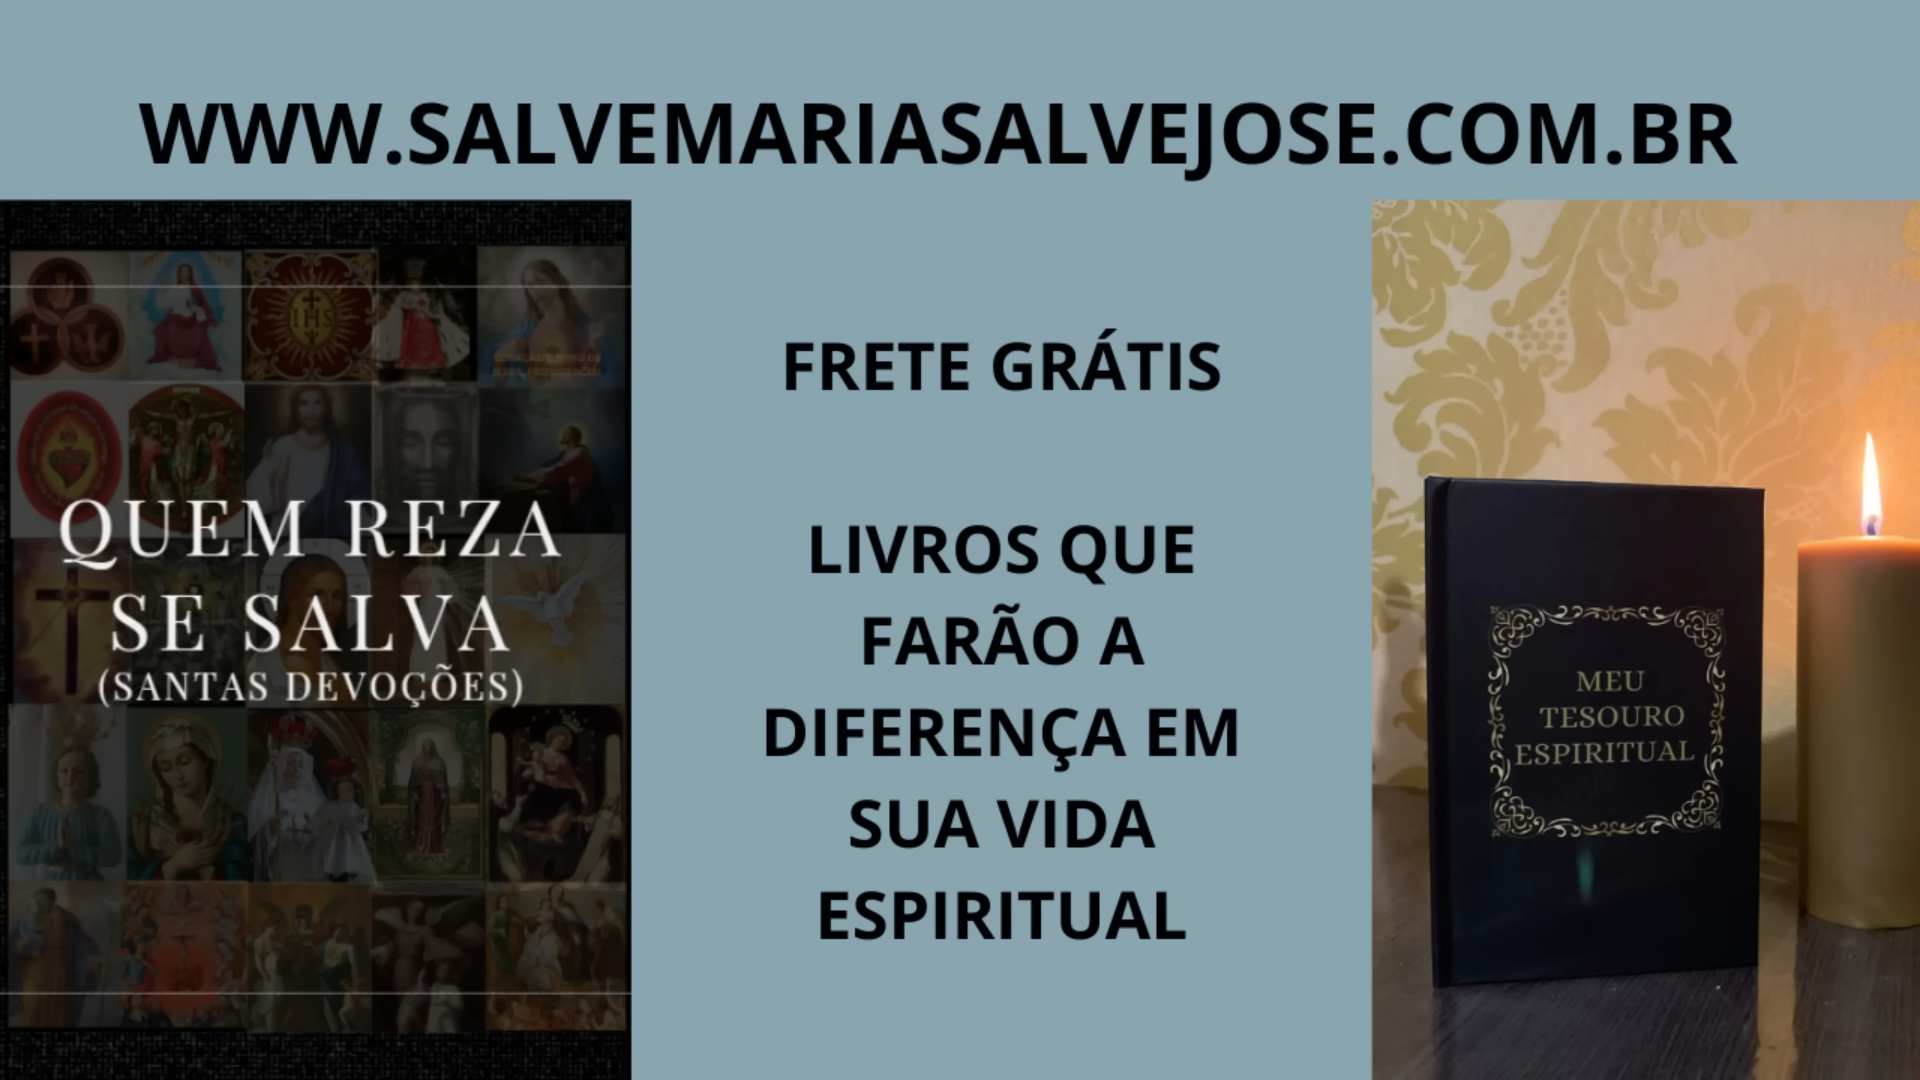 WWW.SALVEMARIASALVEJOSE.COM.BR
QUEM REZA
SE SALVA
(SANTAS DEVOÇÕES)
IHS
FRETE GRÁTIS
LIVROS QUE
FARÃO A
DIFERENÇA EM
SUA VIDA
ESPIRITUAL
MEU
TESOURO
ESPIRITUAL